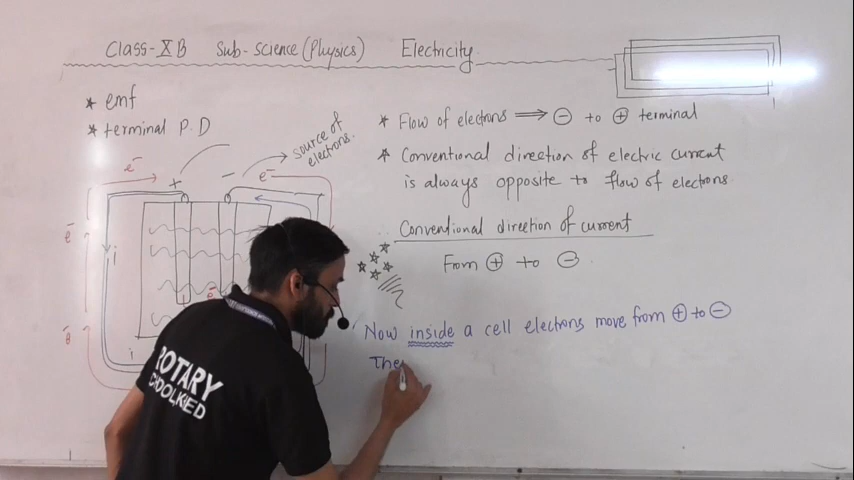 Class-XB Sub-science (Physics) Electricity
* emf
* terminal P.D
source of
electrons.
e⁻
+
−
e⁻
e⁻
i
e⁻
i
* Flow of electrons ⟹ ⊖ to ⊕ terminal
* Conventional direction of electric current
is always opposite to flow of electrons
Conventional direction of current
From ⊕ to ⊖.
Now inside a cell electrons move from ⊕ to ⊖
The
ROTARY